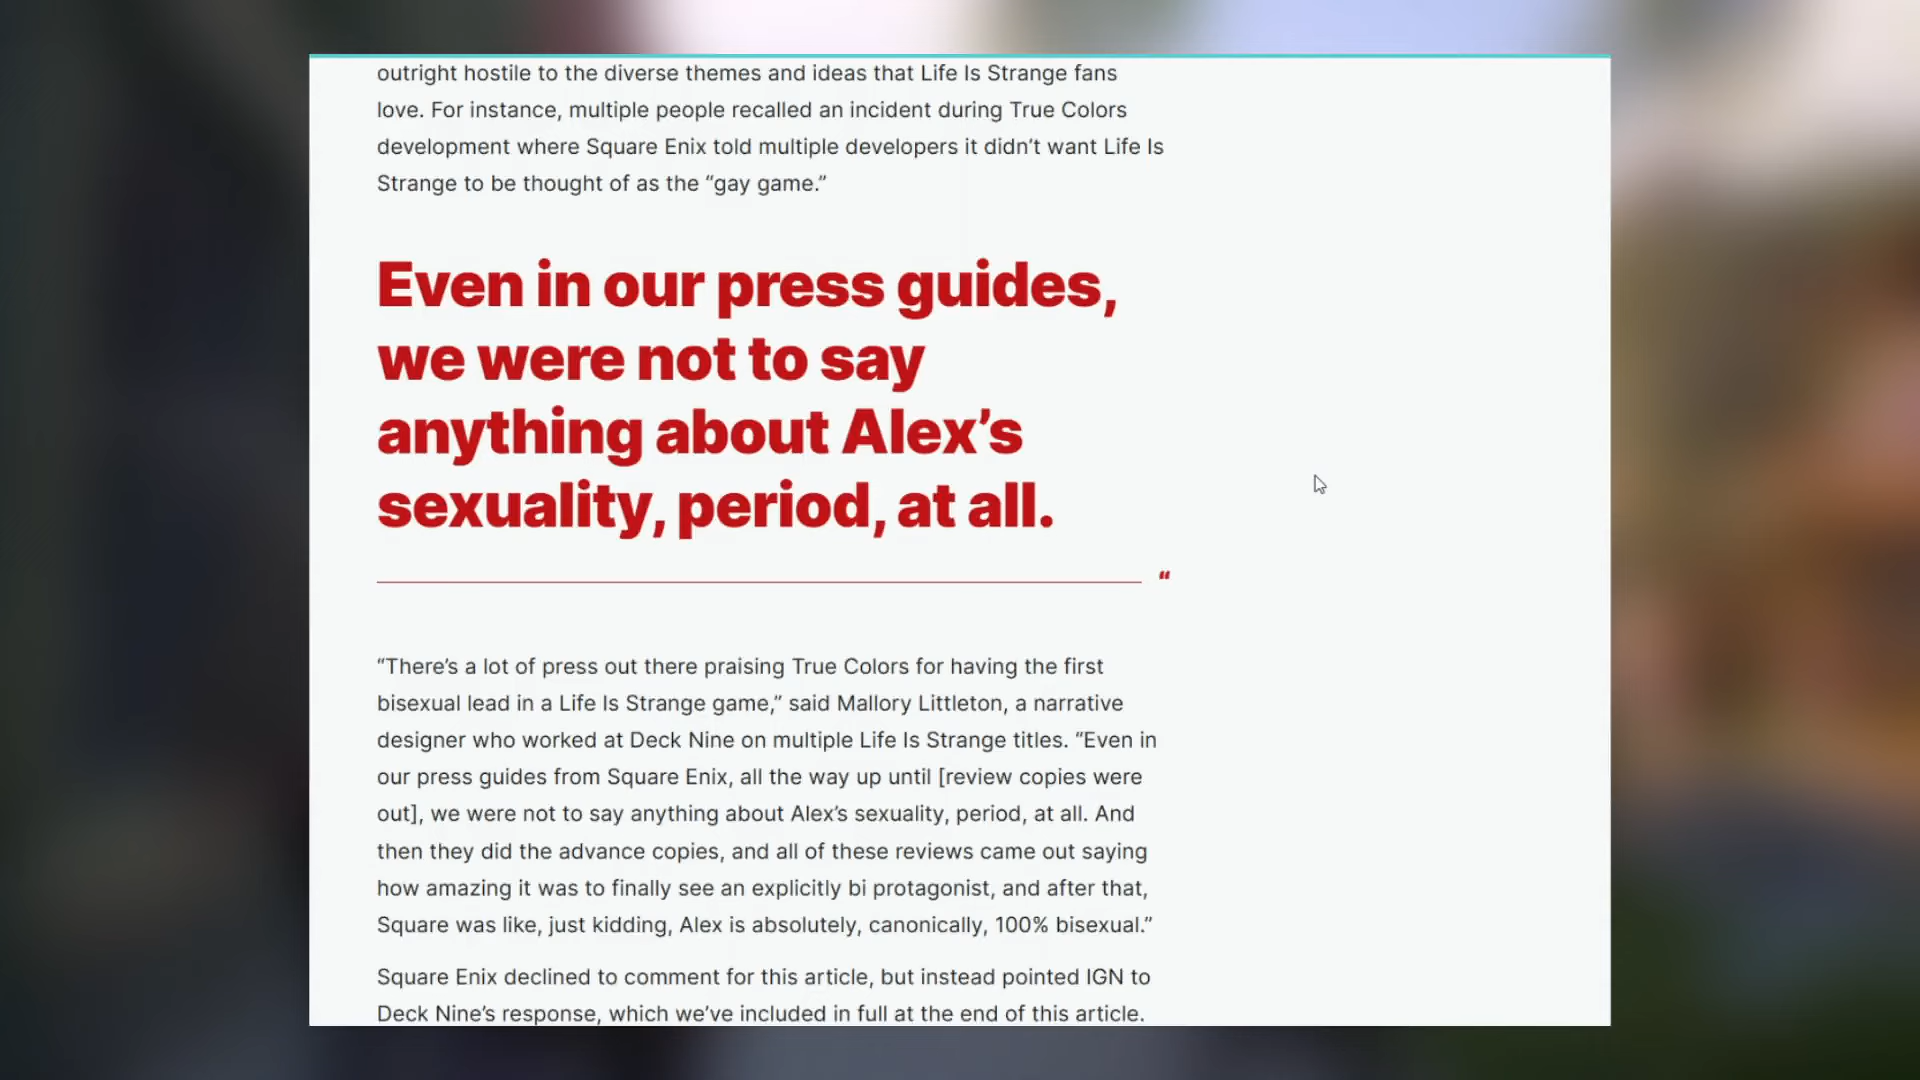 outright hostile to the diverse themes and ideas that Life Is Strange fans
love. For instance, multiple people recalled an incident during True Colors
development where Square Enix told multiple developers it didn’t want Life Is
Strange to be thought of as the “gay game.”
Even in our press guides,
we were not to say
anything about Alex’s
sexuality, period, at all.
“
“There’s a lot of press out there praising True Colors for having the first
bisexual lead in a Life Is Strange game,” said Mallory Littleton, a narrative
designer who worked at Deck Nine on multiple Life Is Strange titles. “Even in
our press guides from Square Enix, all the way up until [review copies were
out], we were not to say anything about Alex’s sexuality, period, at all. And
then they did the advance copies, and all of these reviews came out saying
how amazing it was to finally see an explicitly bi protagonist, and after that,
Square was like, just kidding, Alex is absolutely, canonically, 100% bisexual.”
Square Enix declined to comment for this article, but instead pointed IGN to
Deck Nine’s response, which we’ve included in full at the end of this article.